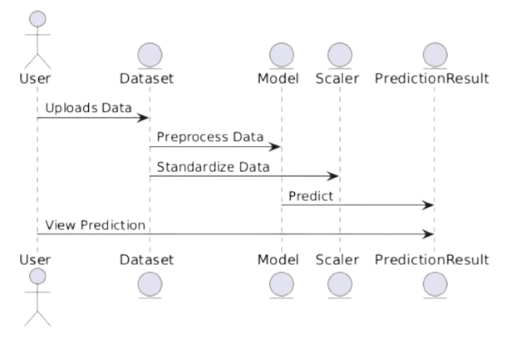 User Dataset Model Scaler PredictionResult
Uploads Data
Preprocess Data
Standardize Data
Predict
View Prediction
User Dataset Model Scaler PredictionResult